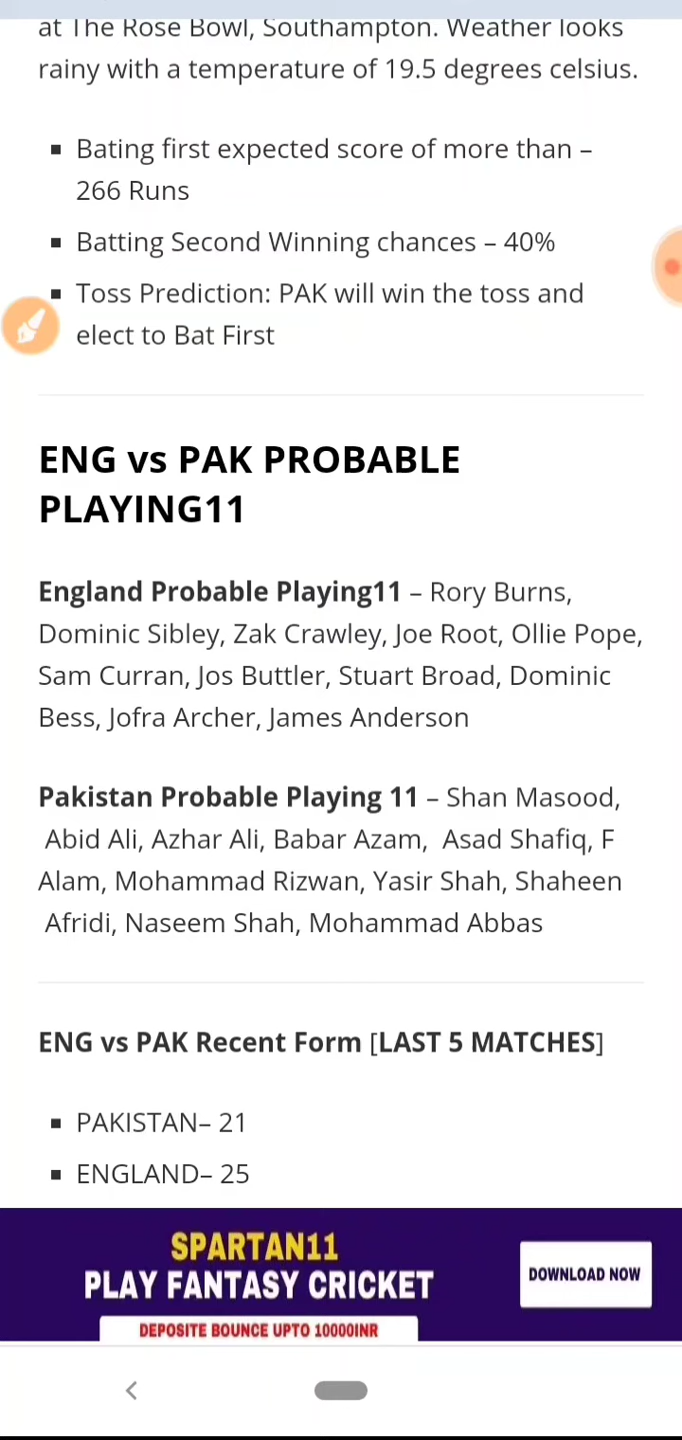 at The Rose Bowl, Southampton. Weather looks
rainy with a temperature of 19.5 degrees celsius.
▪ Bating first expected score of more than –
266 Runs
▪ Batting Second Winning chances – 40%
▪ Toss Prediction: PAK will win the toss and
elect to Bat First
ENG vs PAK PROBABLE
PLAYING11
England Probable Playing11 – Rory Burns,
Dominic Sibley, Zak Crawley, Joe Root, Ollie Pope,
Sam Curran, Jos Buttler, Stuart Broad, Dominic
Bess, Jofra Archer, James Anderson
Pakistan Probable Playing 11 – Shan Masood,
Abid Ali, Azhar Ali, Babar Azam, Asad Shafiq, F
Alam, Mohammad Rizwan, Yasir Shah, Shaheen
Afridi, Naseem Shah, Mohammad Abbas
ENG vs PAK Recent Form [LAST 5 MATCHES]
▪ PAKISTAN– 21
▪ ENGLAND– 25
SPARTAN11
PLAY FANTASY CRICKET
DOWNLOAD NOW
DEPOSITE BOUNCE UPTO 10000INR